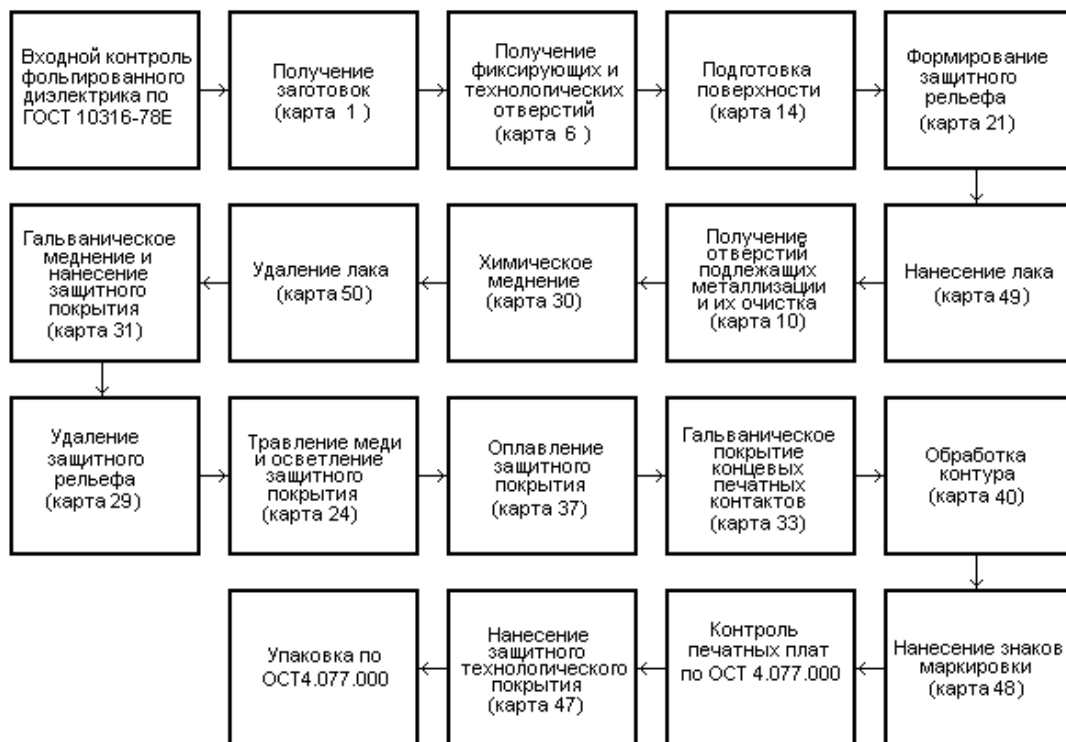 Входной контроль
фольгированного
диэлектрика по
ГОСТ 10316-78Е
Получение
заготовок
(карта 1 )
Получение
фиксирующих и
технологических
отверстий
(карта 6 )
Подготовка
поверхности
(карта 14)
Формирование
защитного
рельефа
(карта 21)
Нанесение лака
(карта 49)
Получение
отверстий
подлежащих
металлизации
и их очистка
(карта 10)
Химическое
меднение
(карта 30)
Удаление лака
(карта 50)
Гальваническое
меднение и
нанесение
защитного
покрытия
(карта 31)
Удаление
защитного
рельефа
(карта 29)
Травление меди
и осветление
защитного
покрытия
(карта 24)
Оплавление
защитного
покрытия
(карта 37)
Гальваническое
покрытие
концевых
печатных
контактов
(карта 33)
Обработка
контура
(карта 40)
Нанесение знаков
маркировки
(карта 48)
Контроль
печатных плат
по ОСТ 4.077.000
Нанесение
защитного
технологического
покрытия
(карта 47)
Упаковка по
ОСТ4.077.000